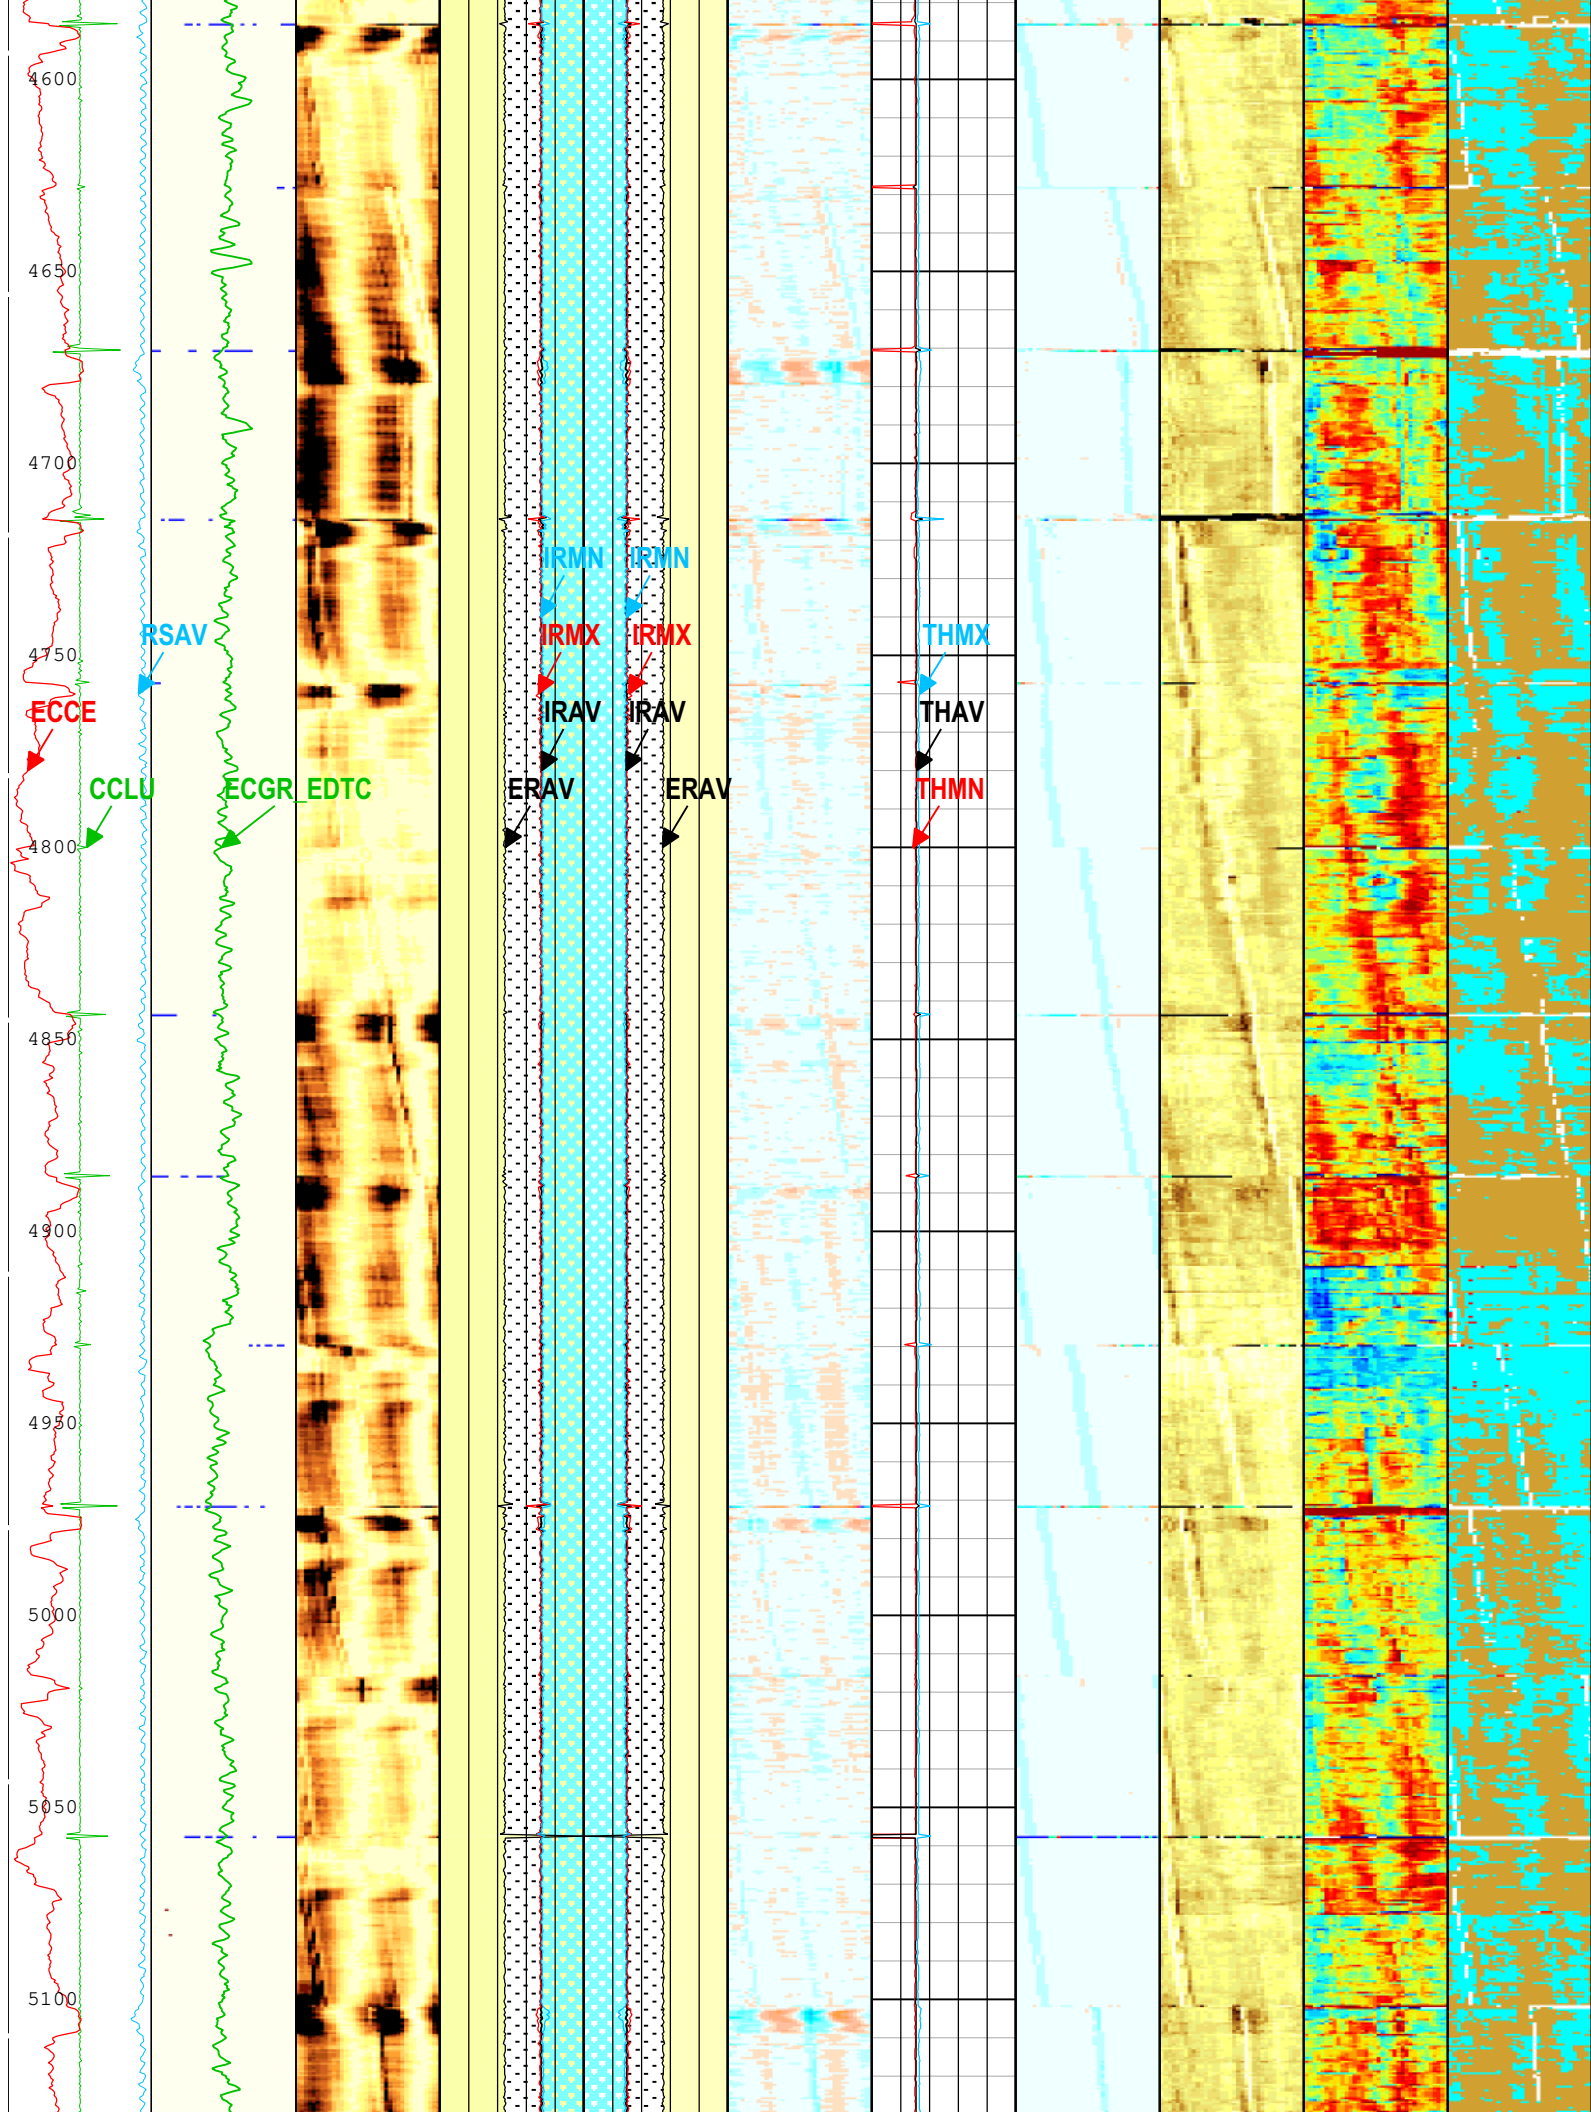 4600
4650
4700
IRMN IRMN
RSAV IRMX IRMX THMX
4750
ECCE IRAV IRAV THAV
CCLU ECGR_EDTC ERAV ERAV THMN
4800
4850
4900
4950
5000
5050
5100